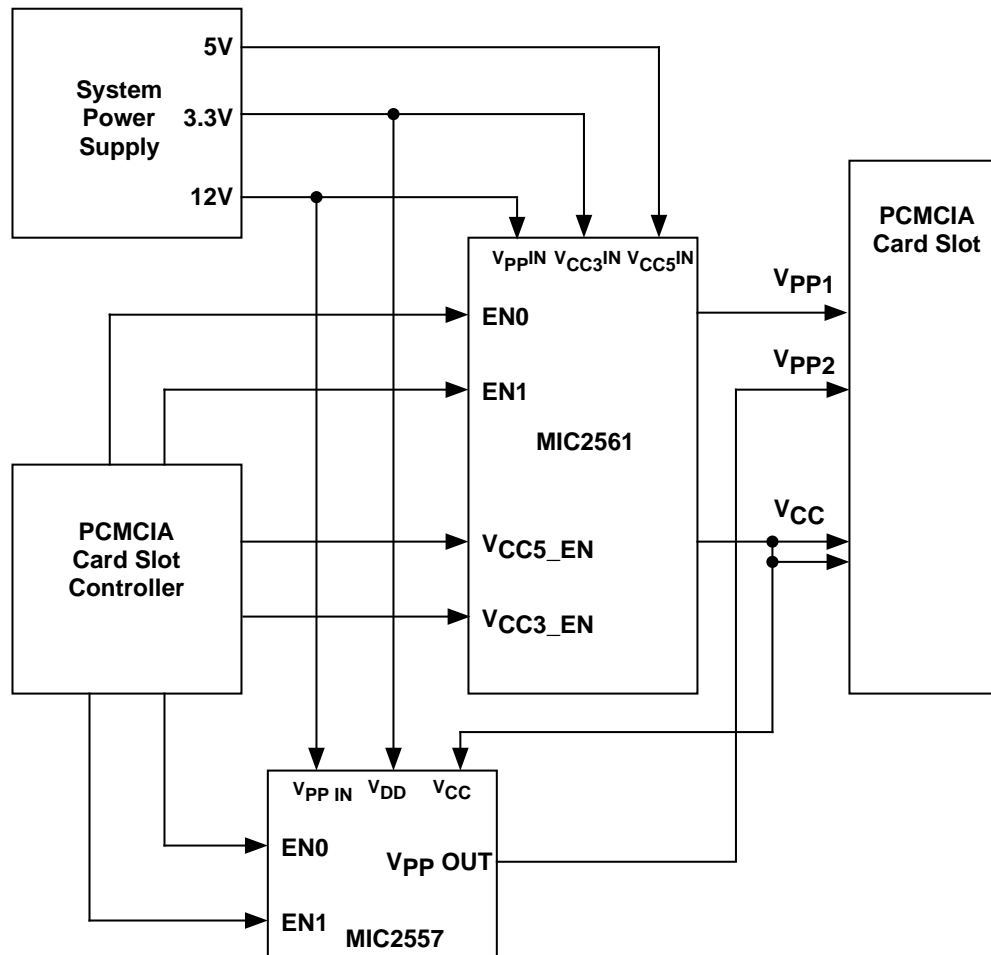 System
Power
Supply
5V
3.3V
12V
VPPIN VCC3IN VCC5IN
EN0
EN1
MIC2561
VCC5_EN
VCC3_EN
PCMCIA
Card Slot
VPP1
VPP2
VCC
PCMCIA
Card Slot
Controller
VPP IN VDD VCC
EN0
VPP OUT
EN1
MIC2557